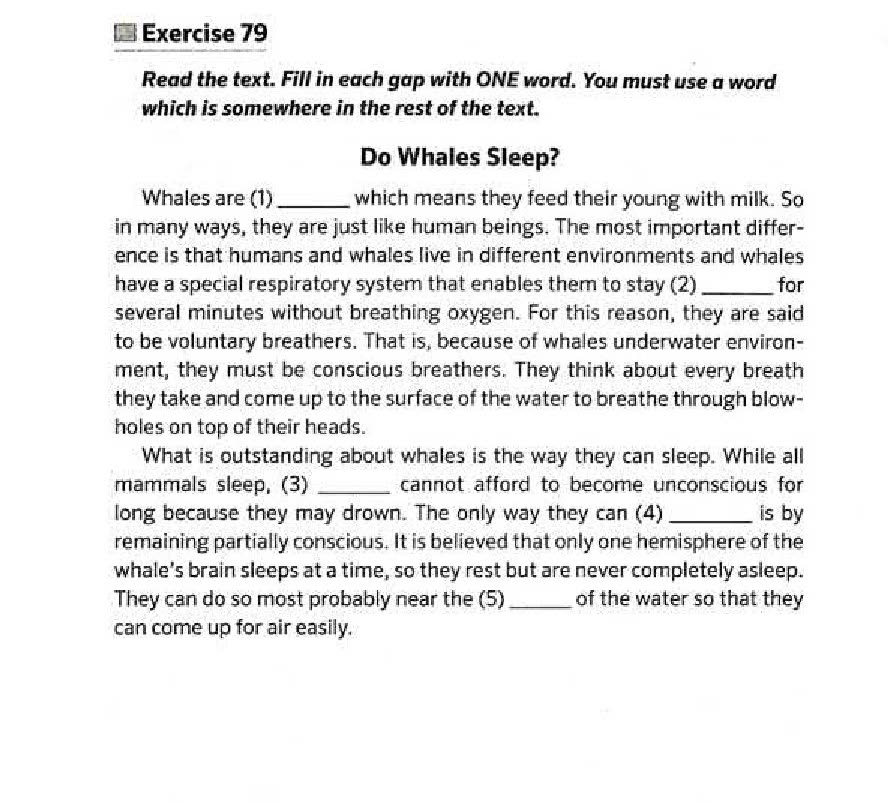 Exercise 79
Read the text. Fill in each gap with ONE word. You must use a word
which is somewhere in the rest of the text.
Do Whales Sleep?
Whales are (1) ______ which means they feed their young with milk. So
in many ways, they are just like human beings. The most important differ-
ence is that humans and whales live in different environments and whales
have a special respiratory system that enables them to stay (2) ______ for
several minutes without breathing oxygen. For this reason, they are said
to be voluntary breathers. That is, because of whales underwater environ-
ment, they must be conscious breathers. They think about every breath
they take and come up to the surface of the water to breathe through blow-
holes on top of their heads.
What is outstanding about whales is the way they can sleep. While all
mammals sleep, (3) ______ cannot afford to become unconscious for
long because they may drown. The only way they can (4) ______ is by
remaining partially conscious. It is believed that only one hemisphere of the
whale's brain sleeps at a time, so they rest but are never completely asleep.
They can do so most probably near the (5) ______ of the water so that they
can come up for air easily.